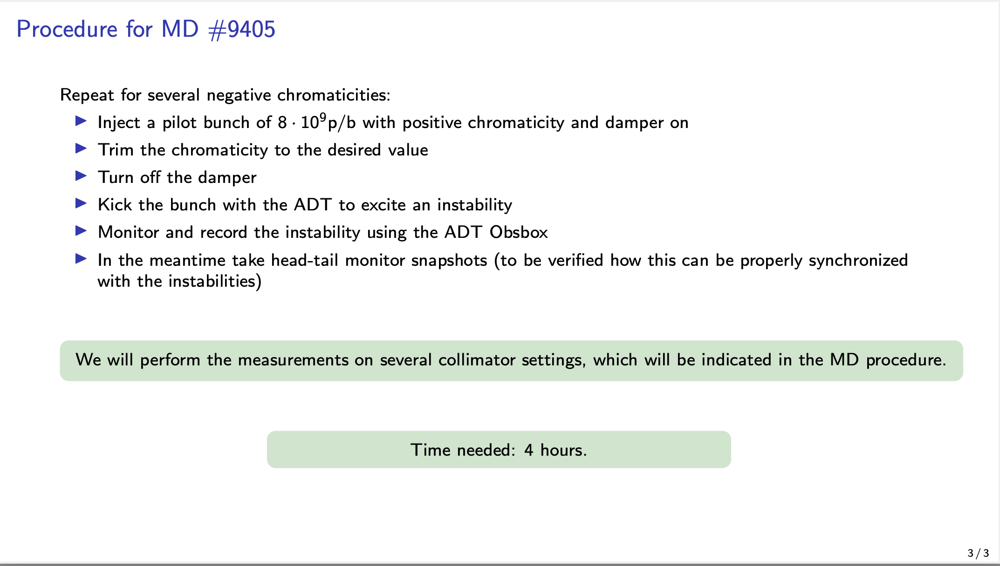 Procedure for MD #9405
Repeat for several negative chromaticities:
▶ Inject a pilot bunch of 8 · 10⁹p/b with positive chromaticity and damper on
▶ Trim the chromaticity to the desired value
▶ Turn off the damper
▶ Kick the bunch with the ADT to excite an instability
▶ Monitor and record the instability using the ADT Obsbox
▶ In the meantime take head-tail monitor snapshots (to be verified how this can be properly synchronized
with the instabilities)
We will perform the measurements on several collimator settings, which will be indicated in the MD procedure.
Time needed: 4 hours.
3 / 3